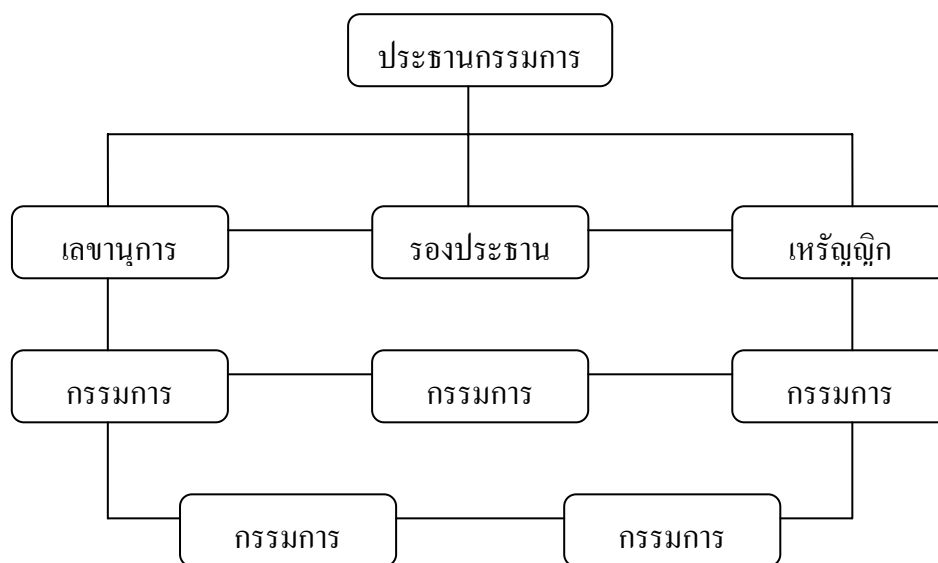 ประธานกรรมการ
เลขานุการ
รองประธาน
เหรัญญิก
กรรมการ
กรรมการ
กรรมการ
กรรมการ
กรรมการ